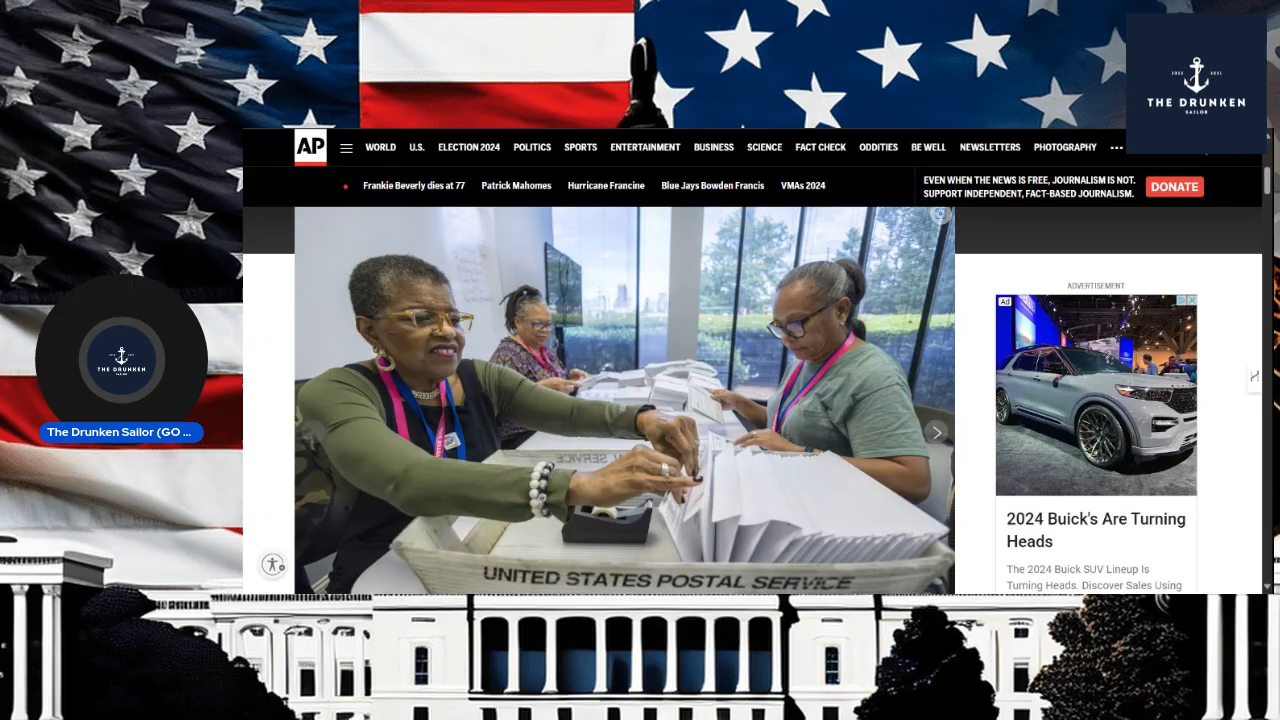 THE DRUNKEN
SAILOR
AP
WORLD U.S. ELECTION 2024 POLITICS SPORTS ENTERTAINMENT BUSINESS SCIENCE FACT CHECK ODDITIES BE WELL NEWSLETTERS PHOTOGRAPHY
Frankie Beverly dies at 77 Patrick Mahomes Hurricane Francine Blue Jays Bowden Francis VMAs 2024
EVEN WHEN THE NEWS IS FREE, JOURNALISM IS NOT.
SUPPORT INDEPENDENT, FACT-BASED JOURNALISM.
DONATE
ADVERTISEMENT
Ad
THE DRUNKEN
SAILOR
The Drunken Sailor (GO ...
SERVICE
UNITED STATES POSTAL SERVICE
2024 Buick's Are Turning
Heads
The 2024 Buick SUV Lineup Is
Turning Heads. Discover Sales Using